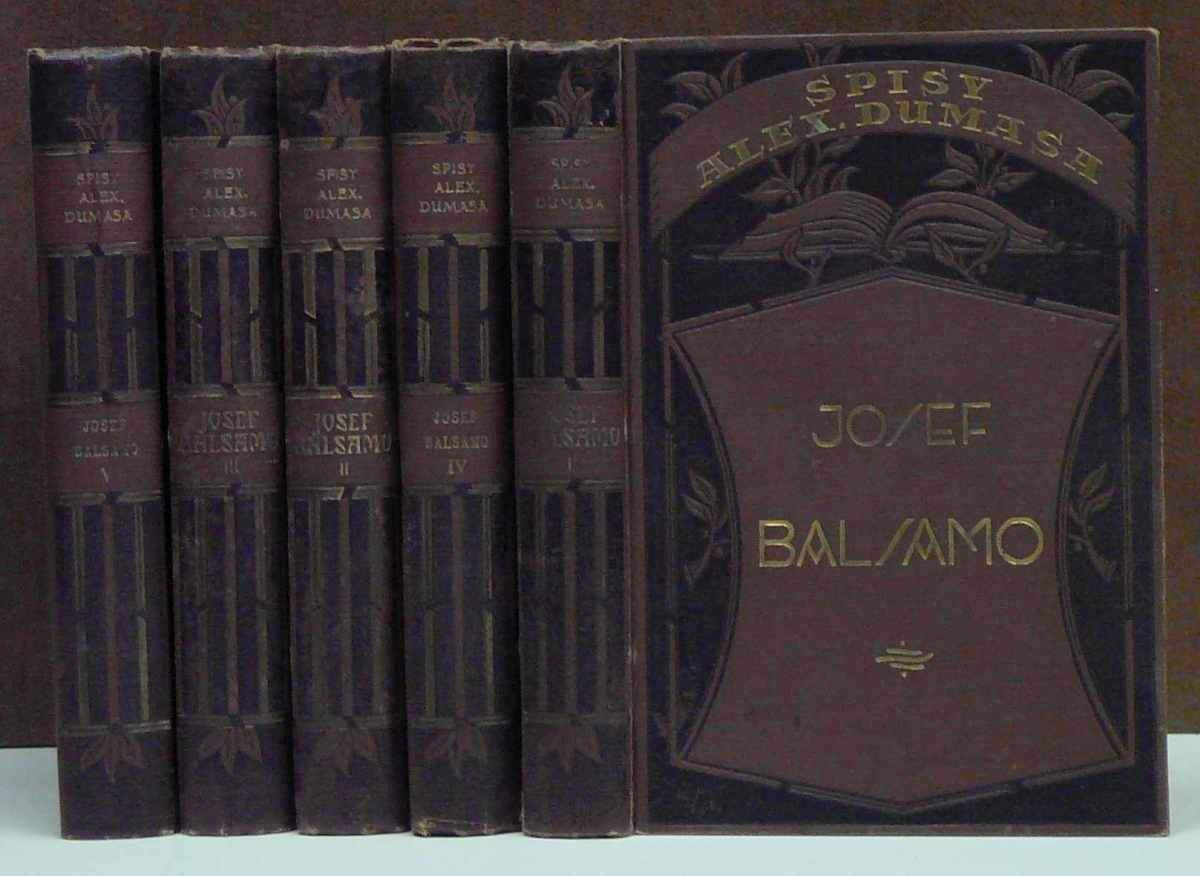 SPISY
ALEX.
DUMASA
JOSEF
BALSAMO
V
SPISY
ALEX.
DUMASA
JOSEF
BALSAMO
III
SPISY
ALEX.
DUMASA
JOSEF
BALSAMO
II
SPISY
ALEX.
DUMASA
JOSEF
BALSAMO
IV
SPISY
ALEX.
DUMASA
JOSEF
BALSAMO
I
SPISY
ALEX. DUMASA
JOSEF
BALSAMO